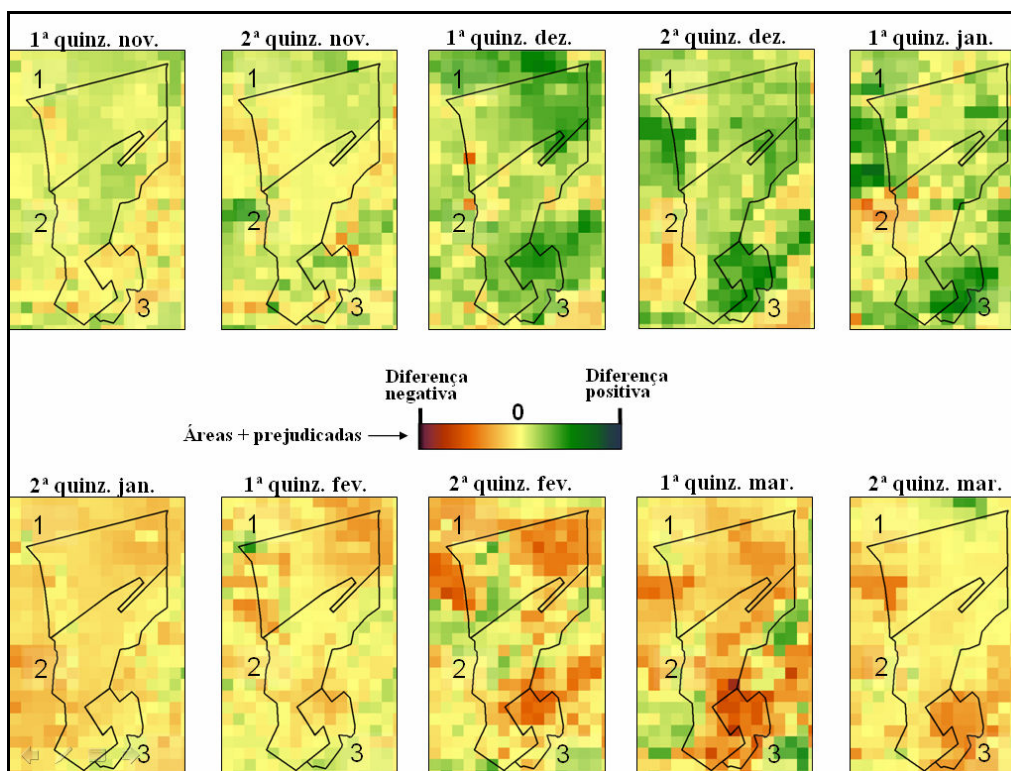 1ª quinz. nov. 2ª quinz. nov. 1ª quinz. dez. 2ª quinz. dez. 1ª quinz. jan.
1 1 1 1 1
2 2 2 2 2
3 3 3 3 3
Diferença negativa
0
Diferença positiva
Áreas + prejudicadas
2ª quinz. jan. 1ª quinz. fev. 2ª quinz. fev. 1ª quinz. mar. 2ª quinz. mar.
1 1 1 1 1
2 2 2 2 2
3 3 3 3 3